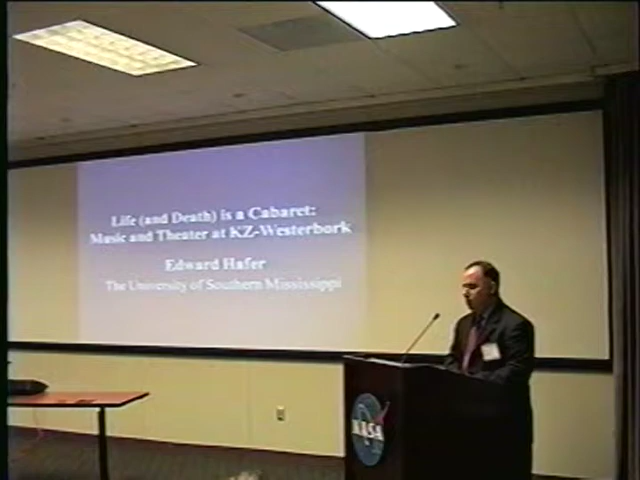 Life (and Death) is a Cabaret:
Music and Theater at KZ-Westerbork
Edward Hafer
The University of Southern Mississippi
NASA